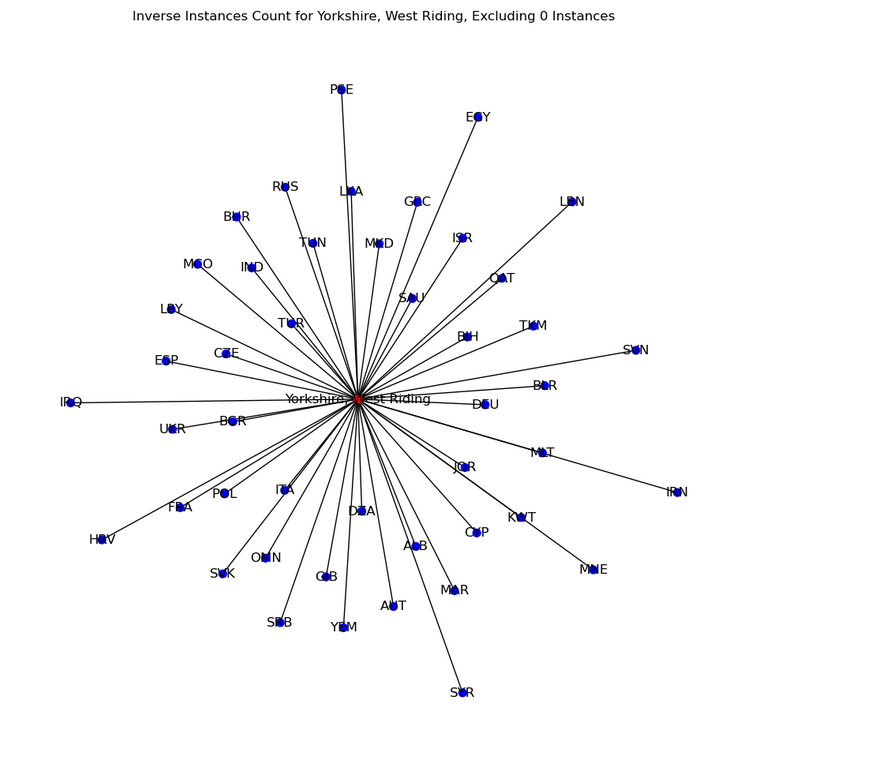 Inverse Instances Count for Yorkshire, West Riding, Excluding 0 Instances
PSE
EGY
RUS
LKA
GRC
LBN
BHR
TUN
MKD
ISR
MCO
IND
QAT
SAU
LBY
TUR
TKM
BIH
ESP
CZE
SVN
BLR
IRQ
Yorkshire, West Riding
DEU
UKR
BGR
MLT
JOR
FRA
POL
ITA
IRN
DZA
KWT
HRV
CYP
ALB
SVK
OMN
GIB
MNE
MAR
AUT
SRB
YEM
SYR